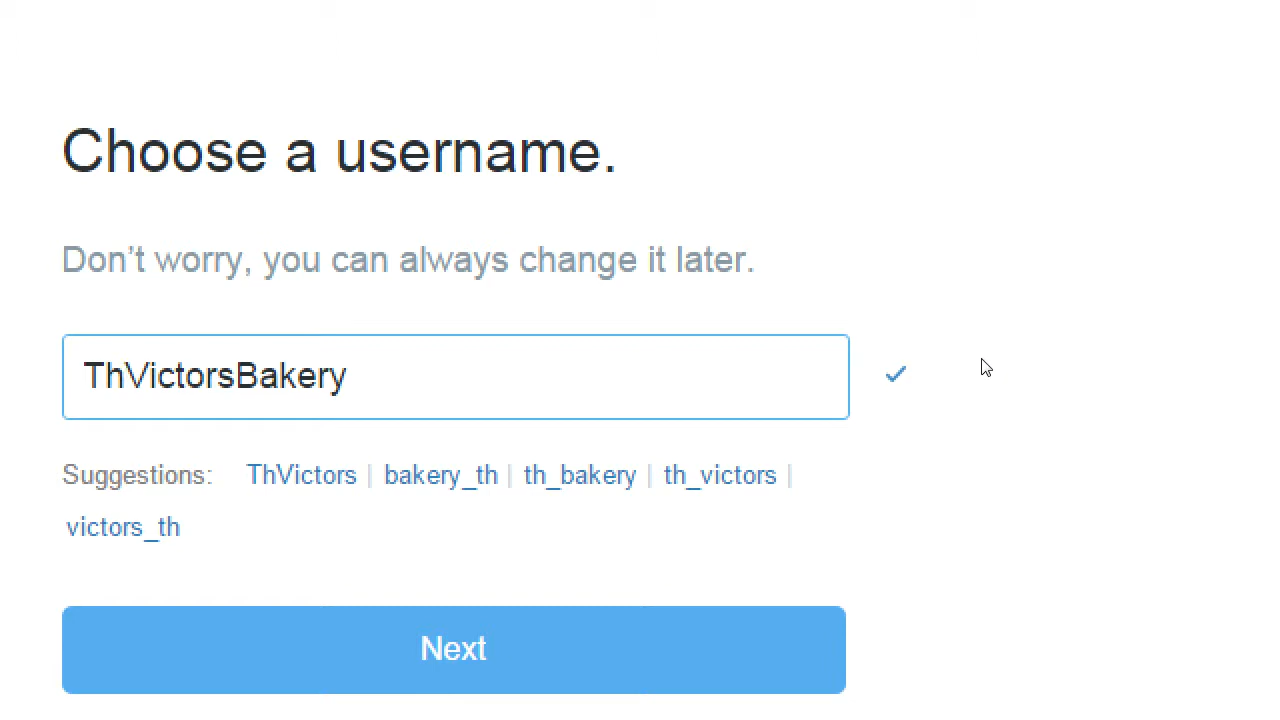 Choose a username.
Don’t worry, you can always change it later.
ThVictorsBakery
Suggestions: ThVictors | bakery_th | th_bakery | th_victors |
victors_th
Next